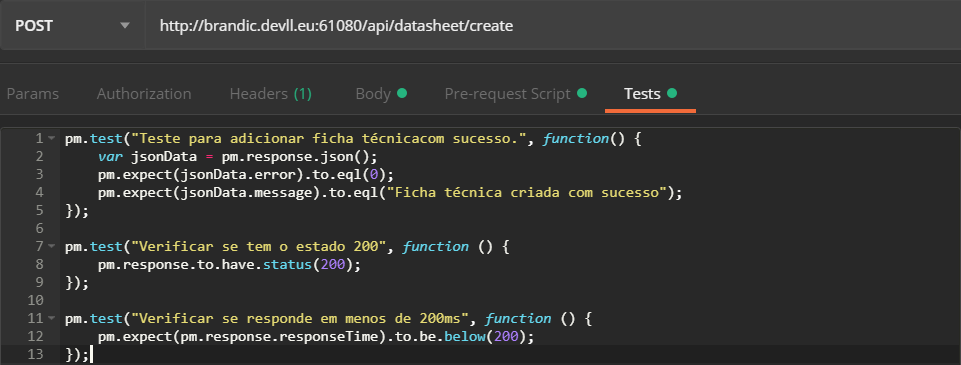 POST http://brandic.devll.eu:61080/api/datasheet/create
Params Authorization Headers (1) Body Pre-request Script Tests
1 pm.test("Teste para adicionar ficha técnicacom sucesso.", function() {
2 var jsonData = pm.response.json();
3 pm.expect(jsonData.error).to.eql(0);
4 pm.expect(jsonData.message).to.eql("Ficha técnica criada com sucesso");
5 });
6
7 pm.test("Verificar se tem o estado 200", function () {
8 pm.response.to.have.status(200);
9 });
10
11 pm.test("Verificar se responde em menos de 200ms", function () {
12 pm.expect(pm.response.responseTime).to.be.below(200);
13 });